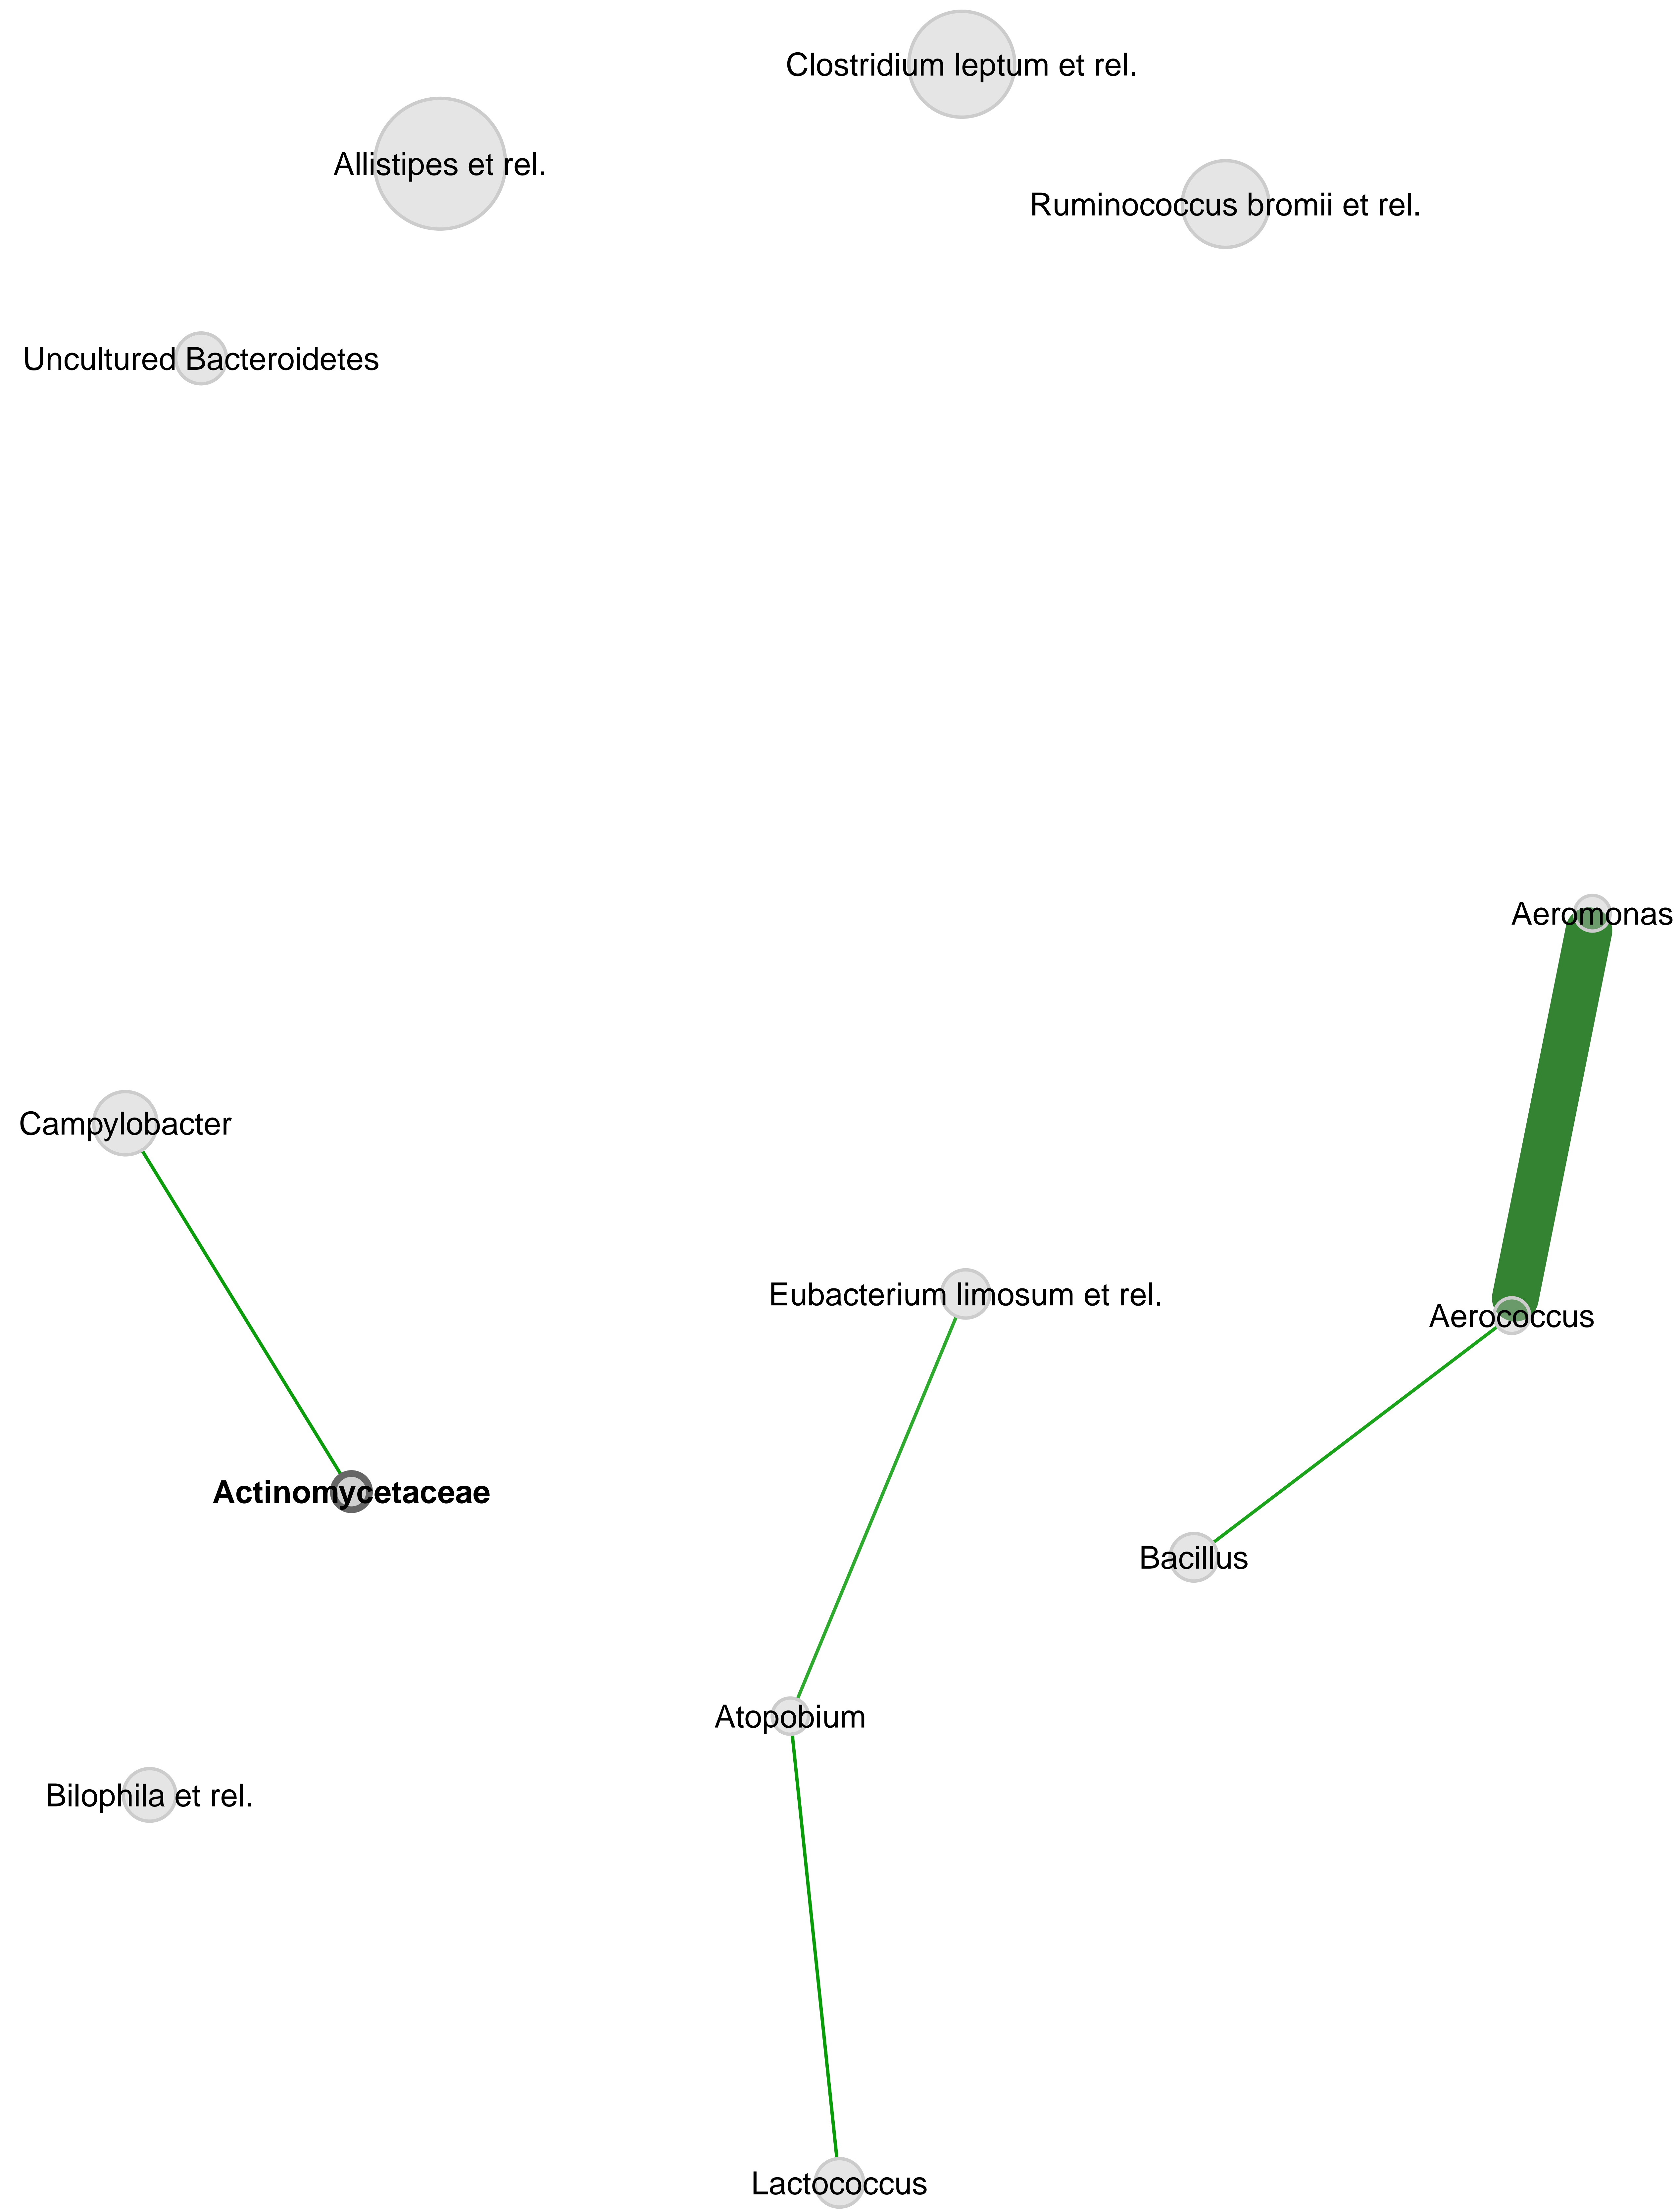 Clostridium leptum et rel.
Allistipes et rel.
Ruminococcus bromii et rel.
Uncultured Bacteroidetes
Aeromonas
Campylobacter
Eubacterium limosum et rel.
Aerococcus
Actinomycetaceae
Bacillus
Atopobium
Bilophila et rel.
Lactococcus